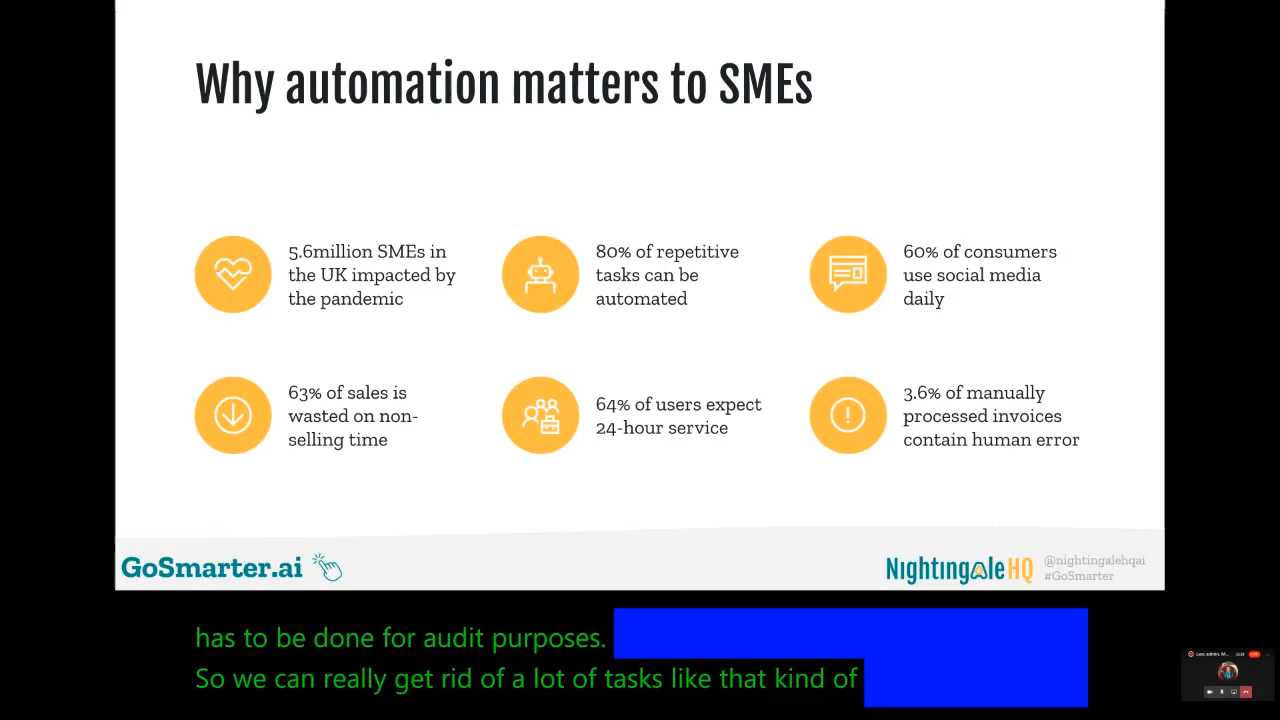 Why automation matters to SMEs
5.6million SMEs in
the UK impacted by
the pandemic
80% of repetitive
tasks can be
automated
60% of consumers
use social media
daily
63% of sales is
wasted on non-
selling time
64% of users expect
24-hour service
3.6% of manually
processed invoices
contain human error
GoSmarter.ai
NightingaleHQ
@nightingalehqai
#GoSmarter
has to be done for audit purposes.
So we can really get rid of a lot of tasks like that kind of